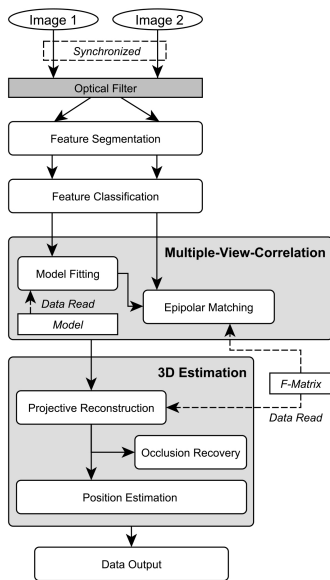 Image 1
Image 2
Synchronized
Optical Filter
Feature Segmentation
Feature Classification
Multiple-View-Correlation
Model Fitting
Data Read
Epipolar Matching
Model
3D Estimation
F-Matrix
Projective Reconstruction
Data Read
Occlusion Recovery
Position Estimation
Data Output